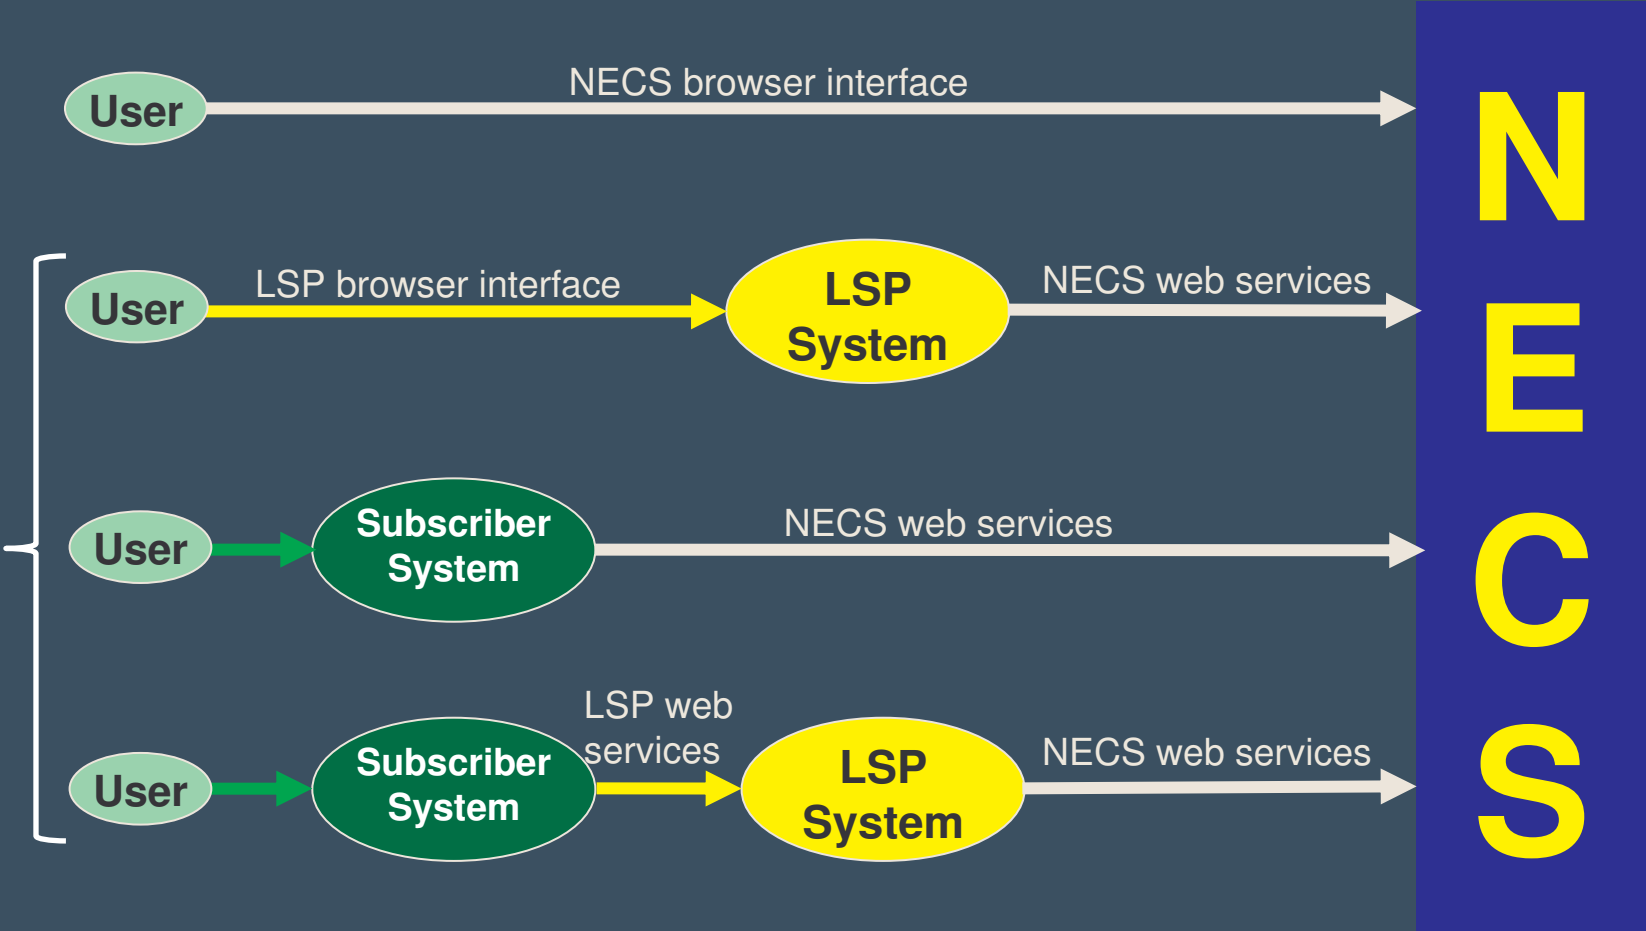 NECS browser interface
User
LSP browser interface
User
LSP
System
NECS web services
User
Subscriber
System
NECS web services
User
Subscriber
System
LSP web
services
LSP
System
NECS web services
N
E
C
S